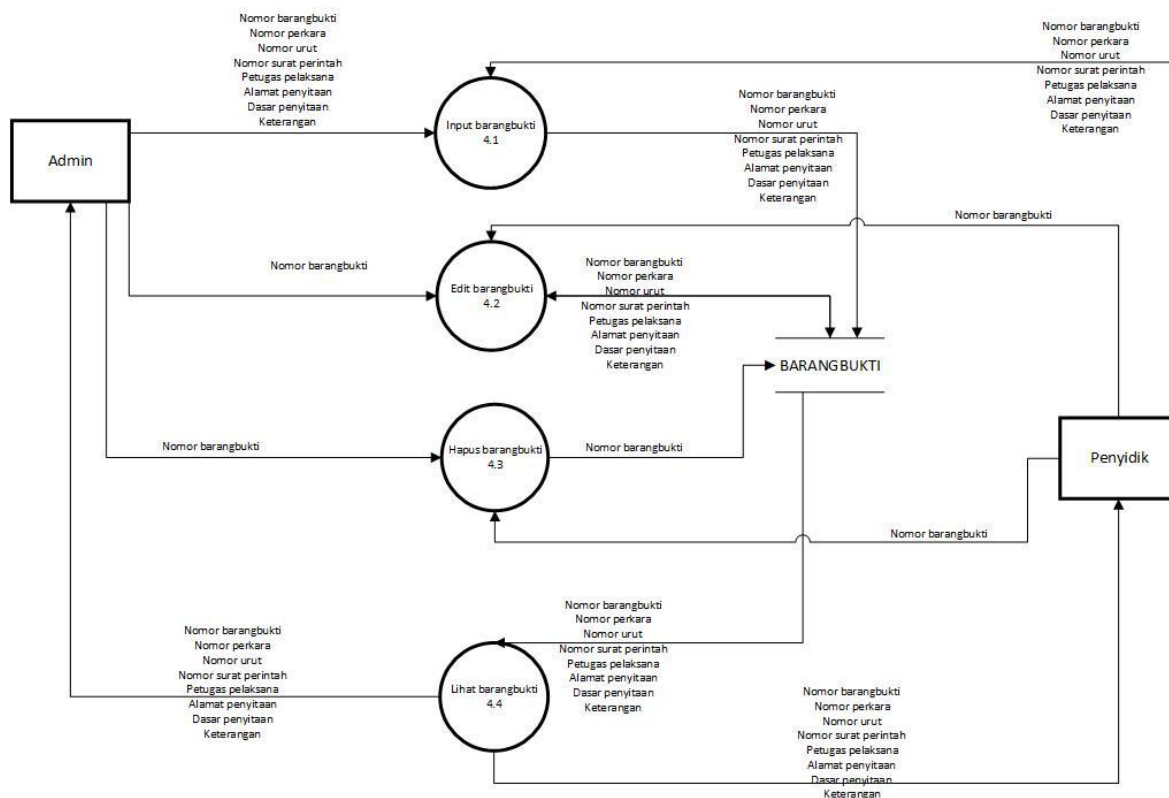 Nomor barangbukti
Nomor perkara
Nomor urut
Nomor surat perintah
Petugas pelaksana
Alamat penyitaan
Dasar penyitaan
Keterangan
Nomor barangbukti
Nomor perkara
Nomor urut
Nomor surat perintah
Petugas pelaksana
Alamat penyitaan
Dasar penyitaan
Keterangan
Admin
Input barangbukti
4.1
Nomor barangbukti
Nomor perkara
Nomor urut
Nomor surat perintah
Petugas pelaksana
Alamat penyitaan
Dasar penyitaan
Keterangan
Nomor barangbukti
Nomor barangbukti
Edit barangbukti
4.2
Nomor barangbukti
Nomor perkara
Nomor urut
Nomor surat perintah
Petugas pelaksana
Alamat penyitaan
Dasar penyitaan
Keterangan
BARANGBUKTI
Nomor barangbukti
Hapus barangbukti
4.3
Nomor barangbukti
Penyidik
Nomor barangbukti
Nomor barangbukti
Nomor perkara
Nomor urut
Nomor surat perintah
Petugas pelaksana
Alamat penyitaan
Dasar penyitaan
Keterangan
Lihat barangbukti
4.4
Nomor barangbukti
Nomor perkara
Nomor urut
Nomor surat perintah
Petugas pelaksana
Alamat penyitaan
Dasar penyitaan
Keterangan
Nomor barangbukti
Nomor perkara
Nomor urut
Nomor surat perintah
Petugas pelaksana
Alamat penyitaan
Dasar penyitaan
Keterangan